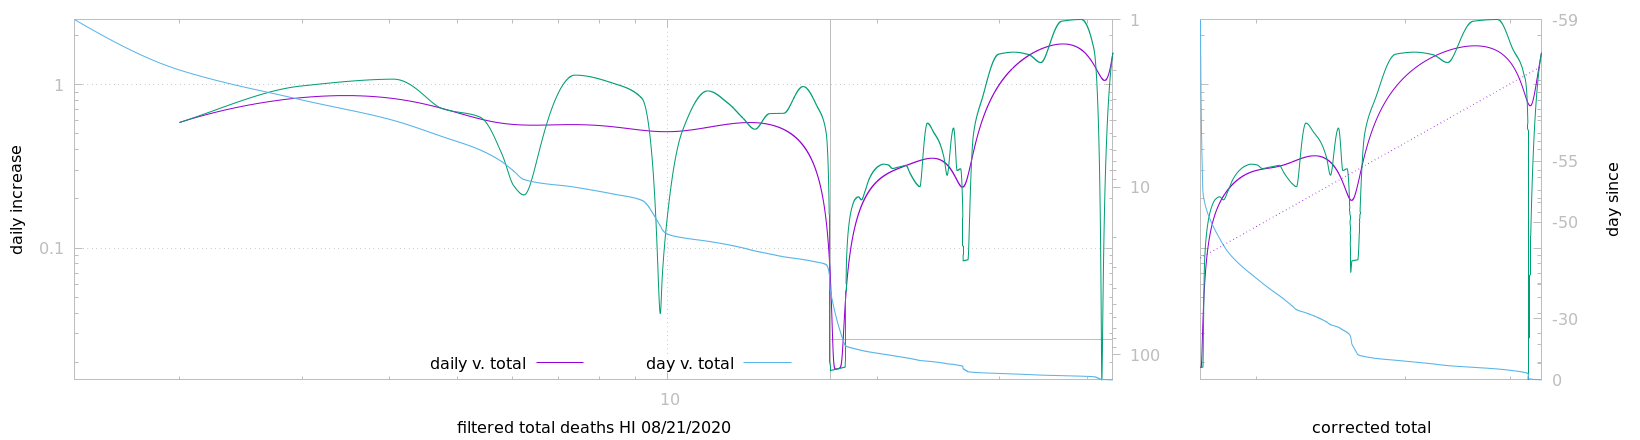 1
0.1
daily increase
daily v. total
day v. total
10
1
10
100
filtered total deaths HI 08/21/2020
-59
-55
-50
-30
0
day since
corrected total